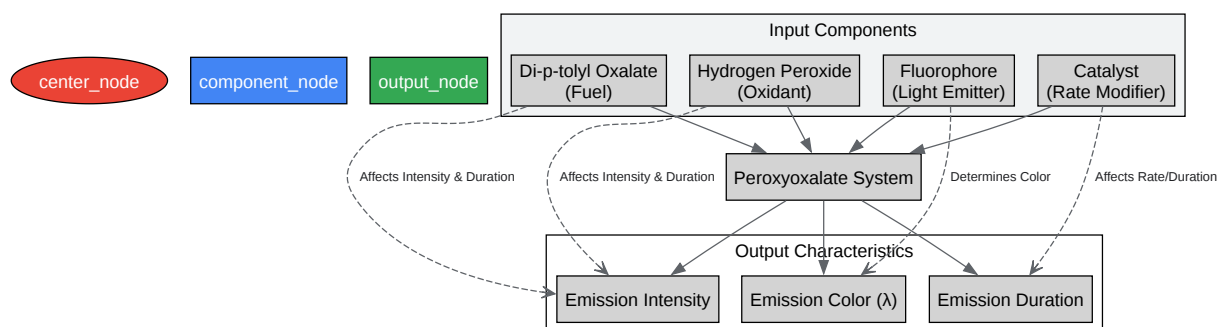 Input Components
center_node
component_node
output_node
Di-p-tolyl Oxalate
(Fuel)
Hydrogen Peroxide
(Oxidant)
Fluorophore
(Light Emitter)
Catalyst
(Rate Modifier)
Affects Intensity & Duration
Affects Intensity & Duration
Peroxyoxalate System
Determines Color
Affects Rate/Duration
Output Characteristics
Emission Intensity
Emission Color (λ)
Emission Duration